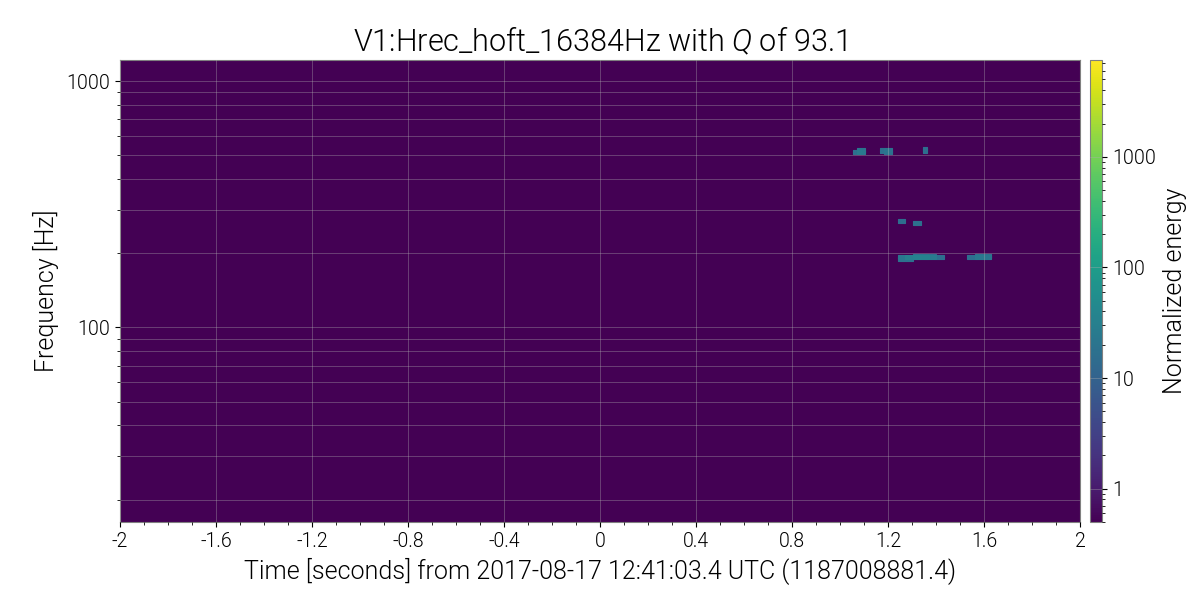 V1:Hrec_hoft_16384Hz with Q of 93.1
1000
100
Frequency [Hz]
-2 -1.6 -1.2 -0.8 -0.4 0 0.4 0.8 1.2 1.6 2
Time [seconds] from 2017-08-17 12:41:03.4 UTC (1187008881.4)
1000
100
10
1
Normalized energy